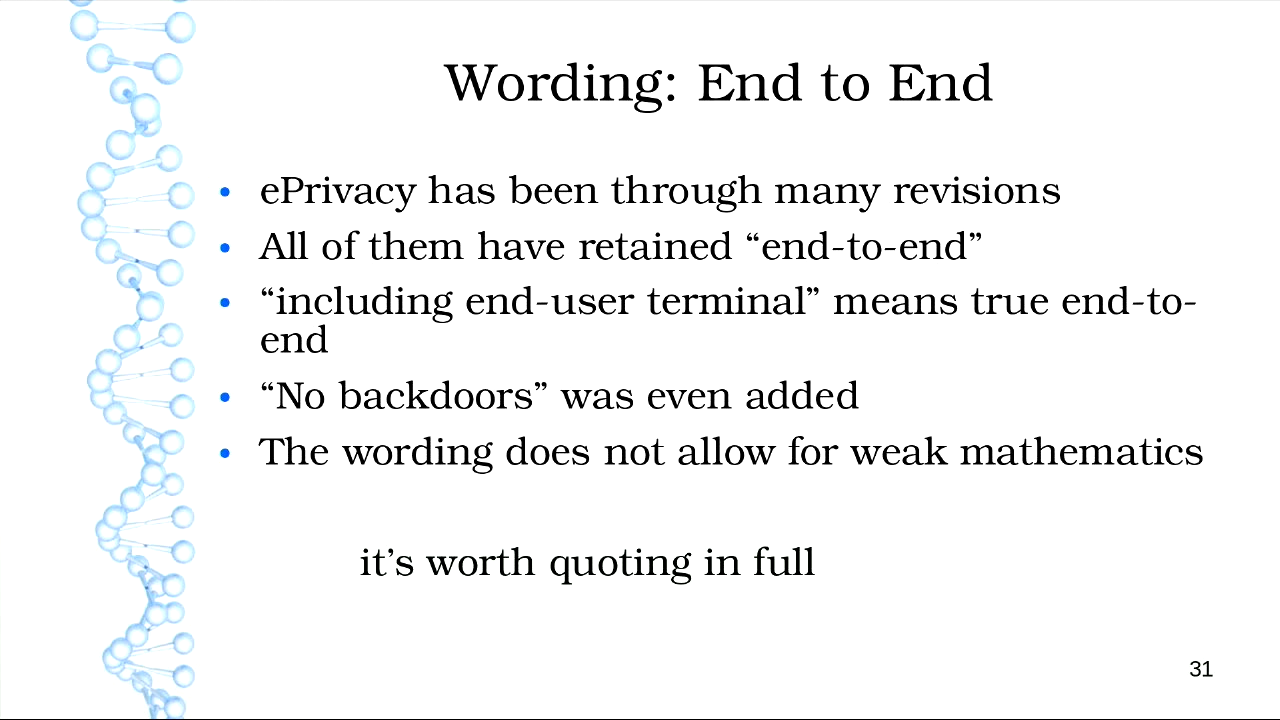 Wording: End to End
• ePrivacy has been through many revisions
• All of them have retained “end-to-end”
• “including end-user terminal” means true end-to-
end
• “No backdoors” was even added
• The wording does not allow for weak mathematics
it’s worth quoting in full
31